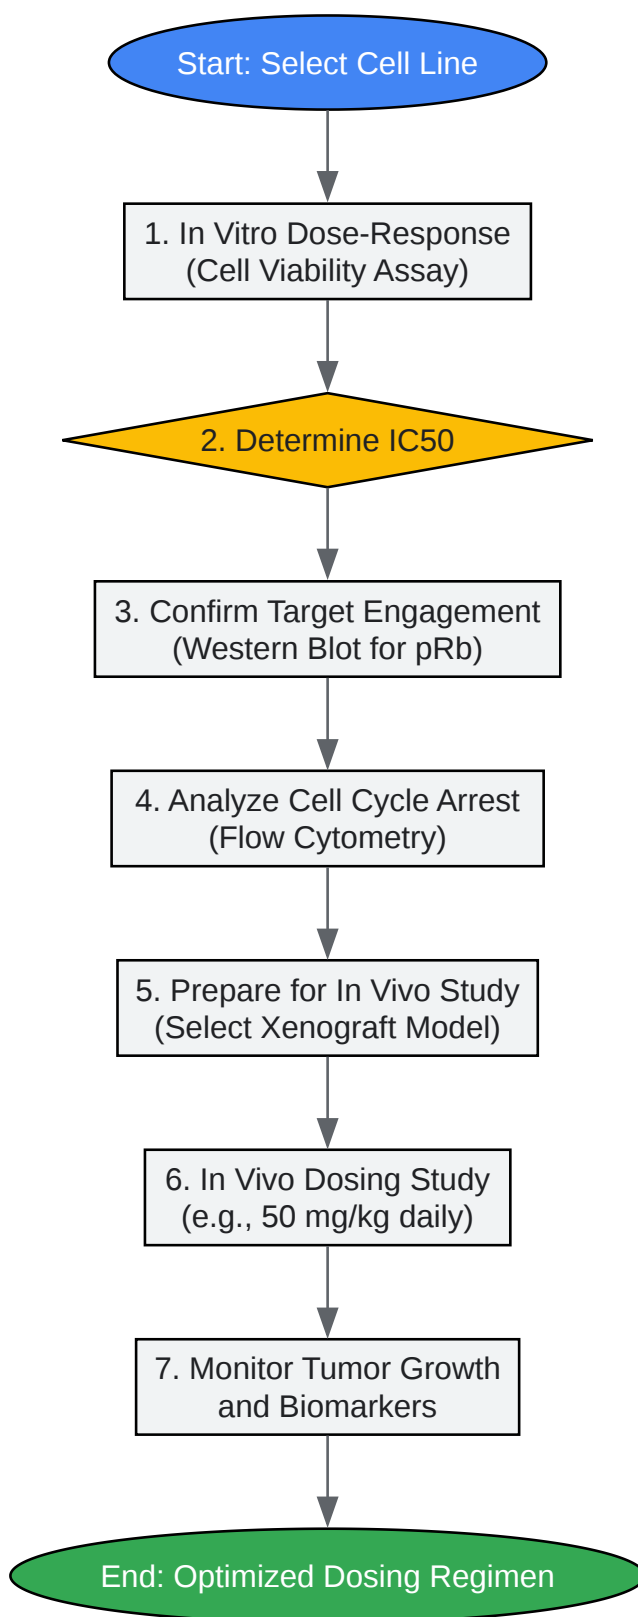 Start: Select Cell Line
1. In Vitro Dose-Response
(Cell Viability Assay)
2. Determine IC50
3. Confirm Target Engagement
(Western Blot for pRb)
4. Analyze Cell Cycle Arrest
(Flow Cytometry)
5. Prepare for In Vivo Study
(Select Xenograft Model)
6. In Vivo Dosing Study
(e.g., 50 mg/kg daily)
7. Monitor Tumor Growth
and Biomarkers
End: Optimized Dosing Regimen